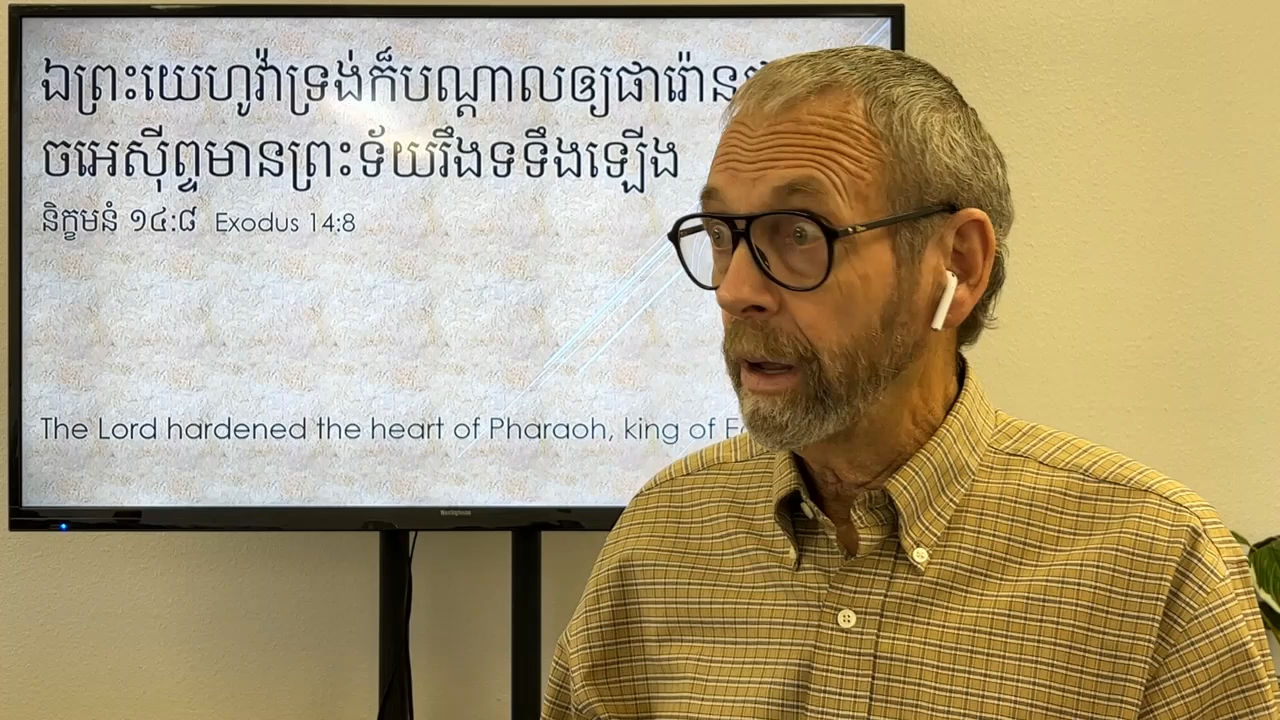 ឯព្រះយេហូវ៉ាទ្រង់ក៏បណ្តាលឲ្យផារ៉ោន
ចអេស៊ីព្ទមានព្រះទ័យរឹងទទឹងឡើង
និក្ខមនំ ១៤:៨ Exodus 14:8
The Lord hardened the heart of Pharaoh, king of
Westinghouse